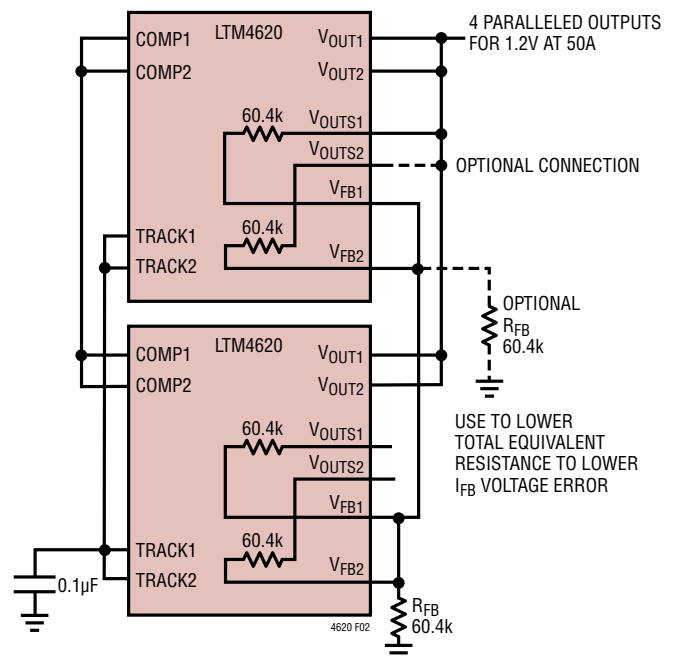 LTM4620
COMP1
COMP2
TRACK1
TRACK2
60.4k
60.4k
VOUT1
VOUT2
VOUTS1
VOUTS2
VFB1
VFB2
4 PARALLELED OUTPUTS
FOR 1.2V AT 50A
OPTIONAL CONNECTION
OPTIONAL
RFB
60.4k
LTM4620
COMP1
COMP2
TRACK1
TRACK2
60.4k
60.4k
VOUT1
VOUT2
VOUTS1
VOUTS2
VFB1
VFB2
USE TO LOWER
TOTAL EQUIVALENT
RESISTANCE TO LOWER
IFB VOLTAGE ERROR
0.1µF
4620 F02
RFB
60.4k